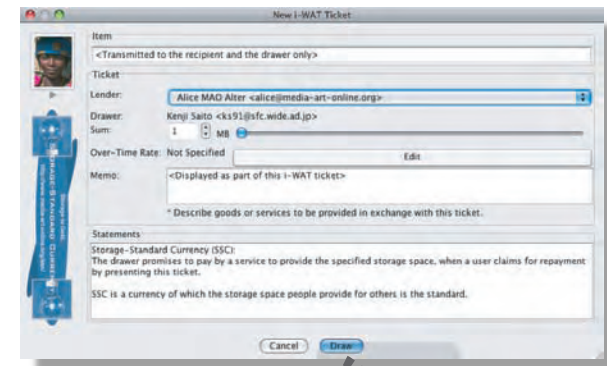 New i-WAT Ticket
Item
<Transmitted to the recipient and the drawer only>
Ticket
Lender: Alice MAO Alter <alice@media-art-online.org>
Drawer: Kenji Saito <ks91@sfc.wide.ad.jp>
Sum: 1 MB
Over-Time Rate: Not Specified Edit
Memo: <Displayed as part of this i-WAT ticket>
* Describe goods or services to be provided in exchange with this ticket.
Statements
Storage-Standard Currency (SSC):
The drawer promises to pay by a service to provide the specified storage space, when a user claims for repayment
by presenting this ticket.
SSC is a currency of which the storage space people provide for others is the standard.
Cancel Draw
STORAGE-STANDARD CURRENCY